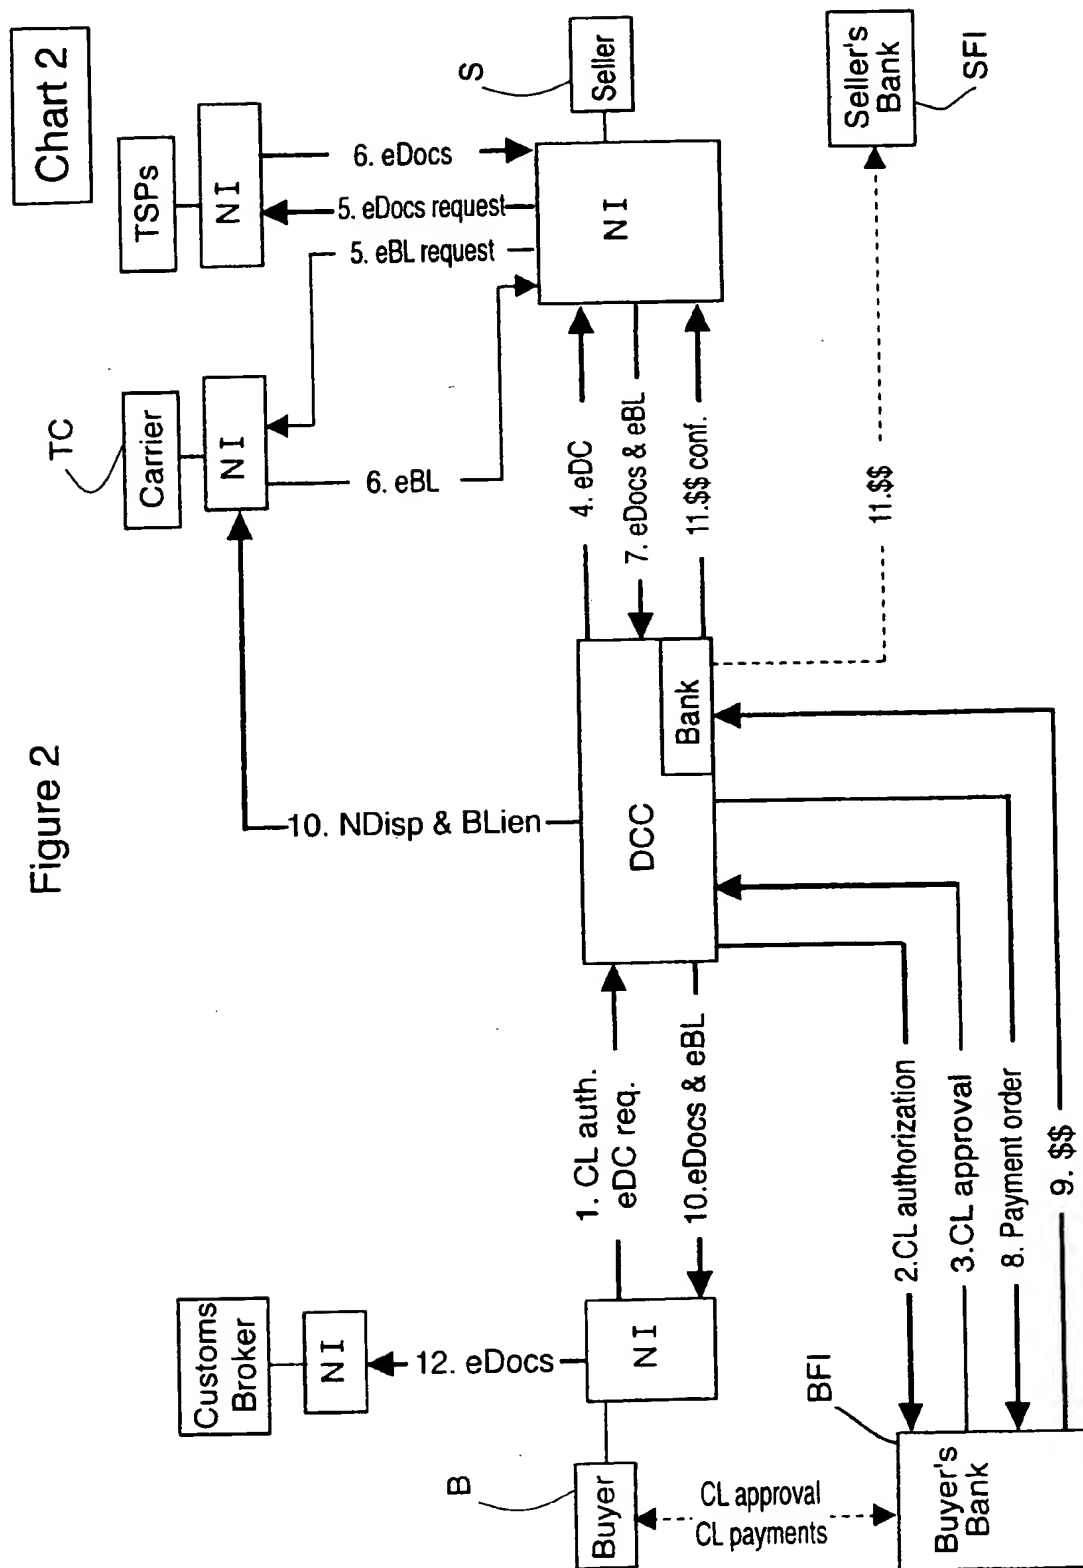 Figure 2
Chart 2
TC
Carrier
NI
TSPs
NI
Customs
Broker
NI
12. eDocs
10. NDisp & BLien
6. eBL
5. eBL request
5. eDocs request
6. eDocs
B
Buyer
NI
1. CL auth.
eDC req.
10.eDocs & eBL
DCC
Bank
4. eDC
7. eDocs & eBL
11.$$ conf.
NI
Seller
S
CL approval
CL payments
BFI
Buyer's
Bank
2.CL authorization
3.CL approval
8. Payment order
9. $$
11.$$
Seller's
Bank
SFI